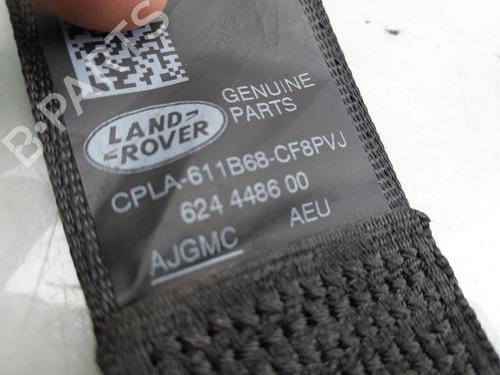 LAND-
-ROVER
GENUINE
PARTS
CPLA-611B68-CF8PVJ
624 4486 00
AJGMC
AEU
B-PARTS